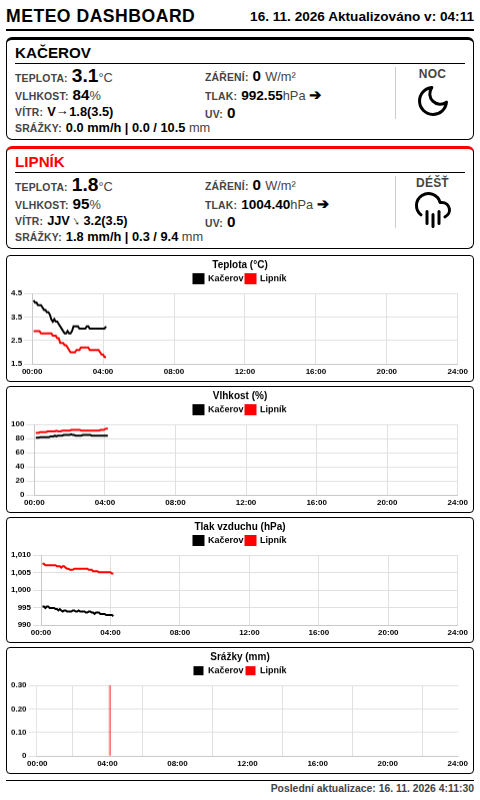 METEO DASHBOARD 16. 11. 2026 Aktualizováno v: 04:11
KAČEROV
TEPLOTA: 3.1°C ZÁŘENÍ: 0 W/m² NOC
VLHKOST: 84% TLAK: 992.55hPa ➔
VÍTR: V→1.8(3.5) UV: 0
SRÁŽKY: 0.0 mm/h | 0.0 / 10.5 mm
LIPNÍK
TEPLOTA: 1.8°C ZÁŘENÍ: 0 W/m² DÉŠŤ
VLHKOST: 95% TLAK: 1004.40hPa ➔
VÍTR: JJV↘3.2(3.5) UV: 0
SRÁŽKY: 1.8 mm/h | 0.3 / 9.4 mm
Teplota (°C)
Kačerov Lipník
4.5
3.5
2.5
1.5
00:00 04:00 08:00 12:00 16:00 20:00 24:00
Vlhkost (%)
Kačerov Lipník
100
80
60
40
20
0
00:00 04:00 08:00 12:00 16:00 20:00 24:00
Tlak vzduchu (hPa)
Kačerov Lipník
1,010
1,005
1,000
995
990
00:00 04:00 08:00 12:00 16:00 20:00 24:00
Srážky (mm)
Kačerov Lipník
0.30
0.20
0.10
0
00:00 04:00 08:00 12:00 16:00 20:00 24:00
Poslední aktualizace: 16. 11. 2026 4:11:30